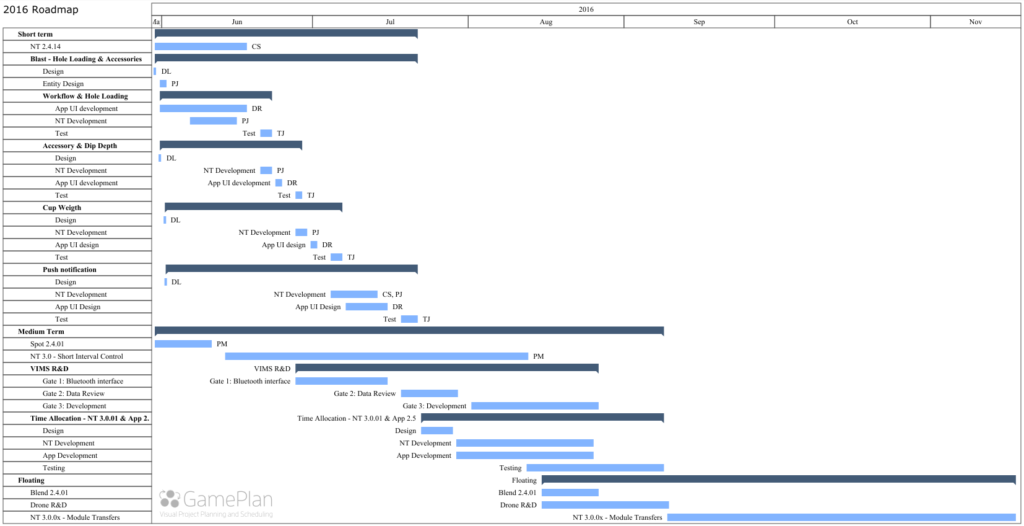 2016 Roadmap
2016
Ma Jun Jul Aug Sep Oct Nov
Short term
NT 2.4.14 CS
Blast - Hole Loading & Accessories
Design DL
Entity Design PJ
Workflow & Hole Loading
App UI development DR
NT Development PJ
Test Test TJ
Accessory & Dip Depth
Design DL
NT Development NT Development PJ
App UI development App UI development DR
Test Test TJ
Cup Weigth
Design DL
NT Development NT Development PJ
App UI design App UI design DR
Test Test TJ
Push notification
Design DL
NT Development NT Development CS, PJ
App UI Design App UI Design DR
Test Test TJ
Medium Term
Spot 2.4.01 PM
NT 3.0 - Short Interval Control PM
VIMS R&D VIMS R&D
Gate 1: Bluetooth interface Gate 1: Bluetooth interface
Gate 2: Data Review Gate 2: Data Review
Gate 3: Development Gate 3: Development
Time Allocation - NT 3.0.01 & App 2. Time Allocation - NT 3.0.01 & App 2.5
Design Design
NT Development NT Development
App Development App Development
Testing Testing
Floating Floating
Blend 2.4.01 Blend 2.4.01
Drone R&D Drone R&D
NT 3.0.0x - Module Transfers NT 3.0.0x - Module Transfers
GamePlan
Visual Project Planning and Scheduling